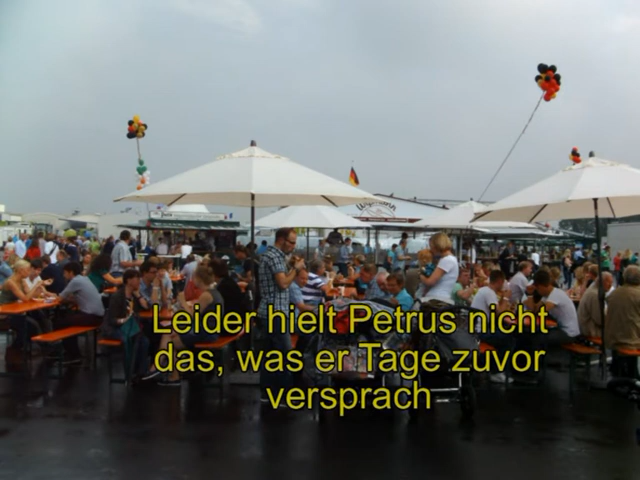 Leider hielt Petrus nicht
das, was er Tage zuvor
versprach